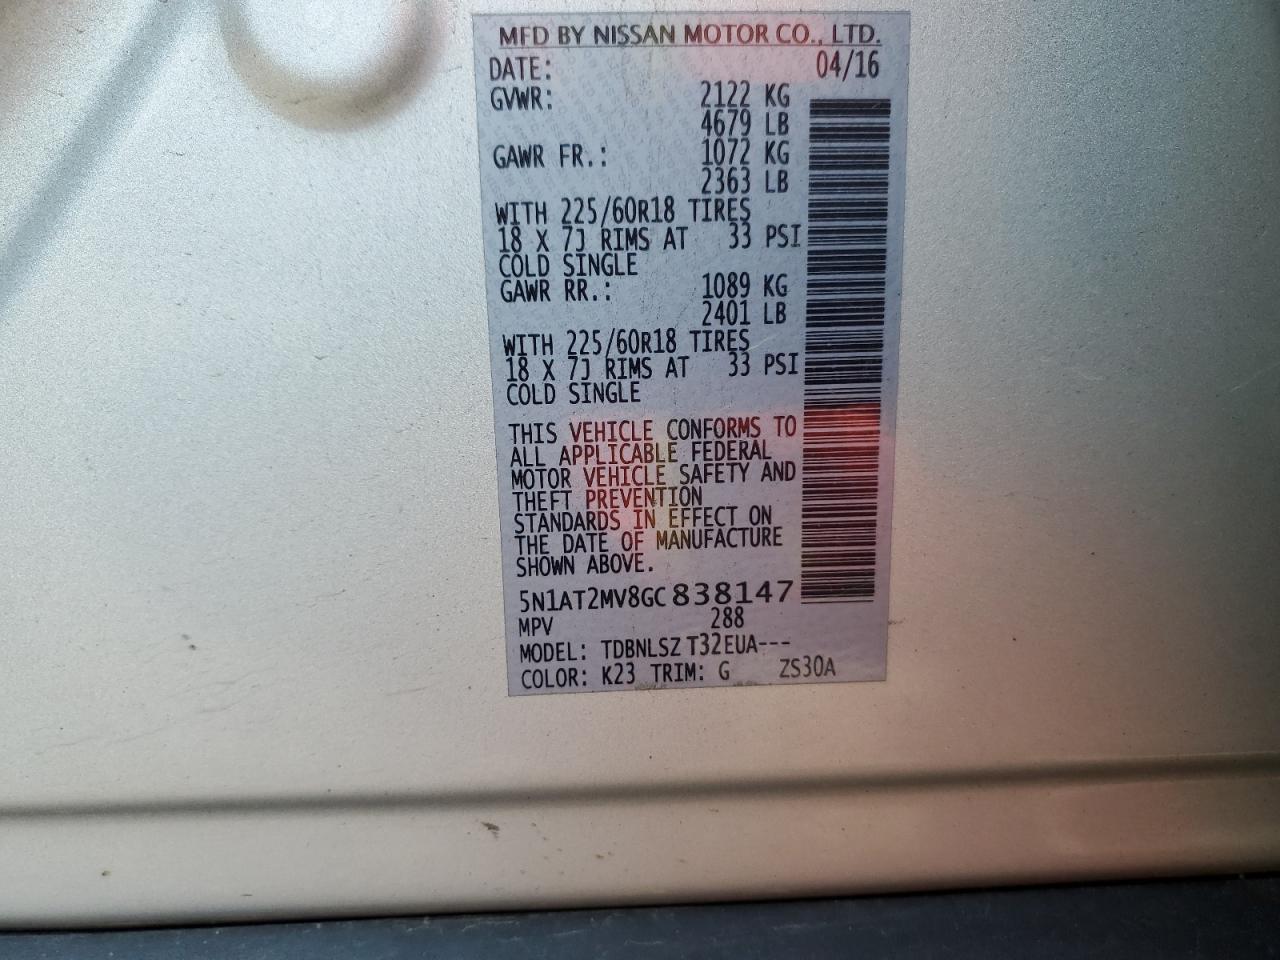 MFD BY NISSAN MOTOR CO., LTD.
DATE: 04/16
GVWR: 2122 KG
4679 LB
GAWR FR.: 1072 KG
2363 LB
WITH 225/60R18 TIRES
18 X 7J RIMS AT 33 PSI
COLD SINGLE
GAWR RR.: 1089 KG
2401 LB
WITH 225/60R18 TIRES
18 X 7J RIMS AT 33 PSI
COLD SINGLE
THIS VEHICLE CONFORMS TO
ALL APPLICABLE FEDERAL
MOTOR VEHICLE SAFETY AND
THEFT PREVENTION
STANDARDS IN EFFECT ON
THE DATE OF MANUFACTURE
SHOWN ABOVE.
5N1AT2MV8GC838147
MPV 288
MODEL: TDBNLSZ T32EUA---
COLOR: K23 TRIM: G ZS30A